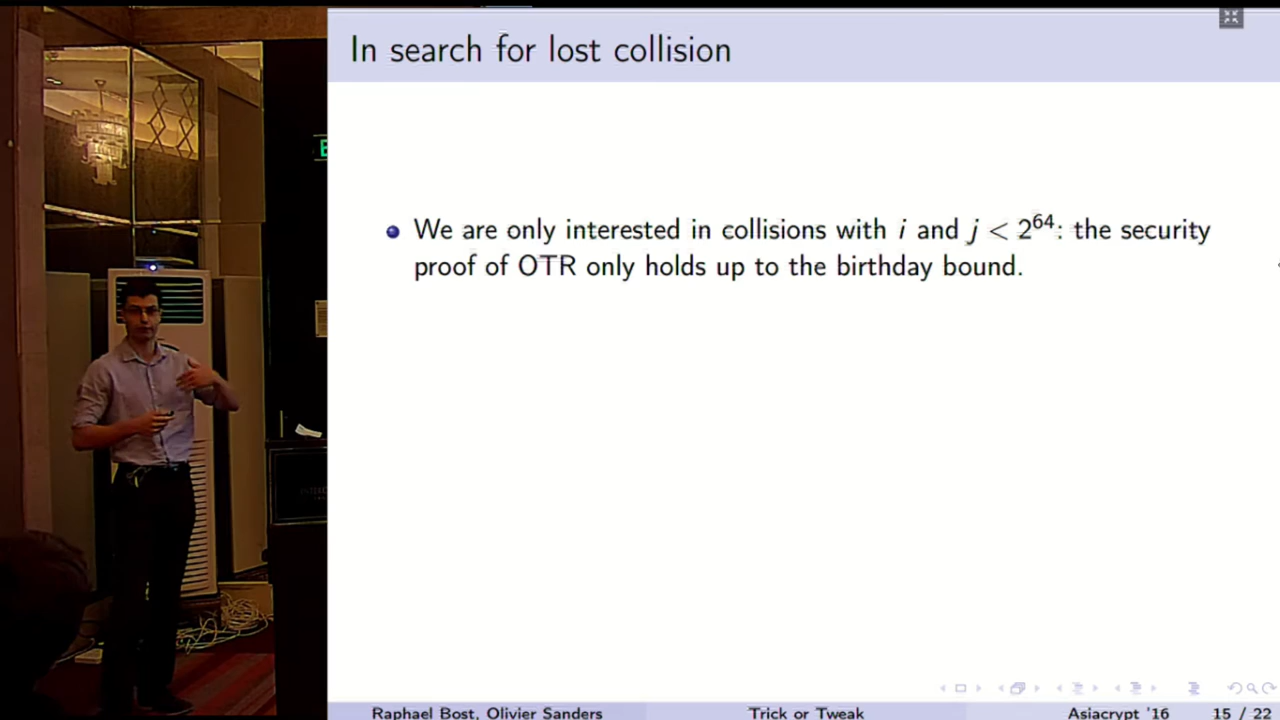 In search for lost collision
We are only interested in collisions with i and j < 2^64: the security
proof of OTR only holds up to the birthday bound.
Raphael Bost, Olivier Sanders
Trick or Tweak
Asiacrypt '16
15 / 22